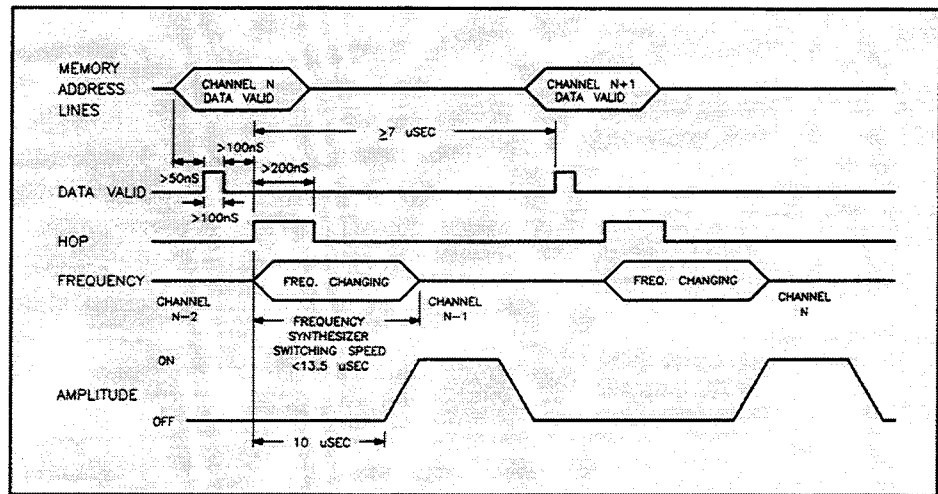 MEMORY
ADDRESS
LINES
CHANNEL N
DATA VALID
CHANNEL N+1
DATA VALID
≥7 uSEC
>100nS
>50nS
>200nS
DATA VALID
>100nS
HOP
FREQUENCY
FREQ. CHANGING
FREQ. CHANGING
CHANNEL
N-2
CHANNEL
N-1
CHANNEL
N
FREQUENCY
SYNTHESIZER
SWITCHING SPEED
<13.5 uSEC
ON
AMPLITUDE
OFF
10 uSEC